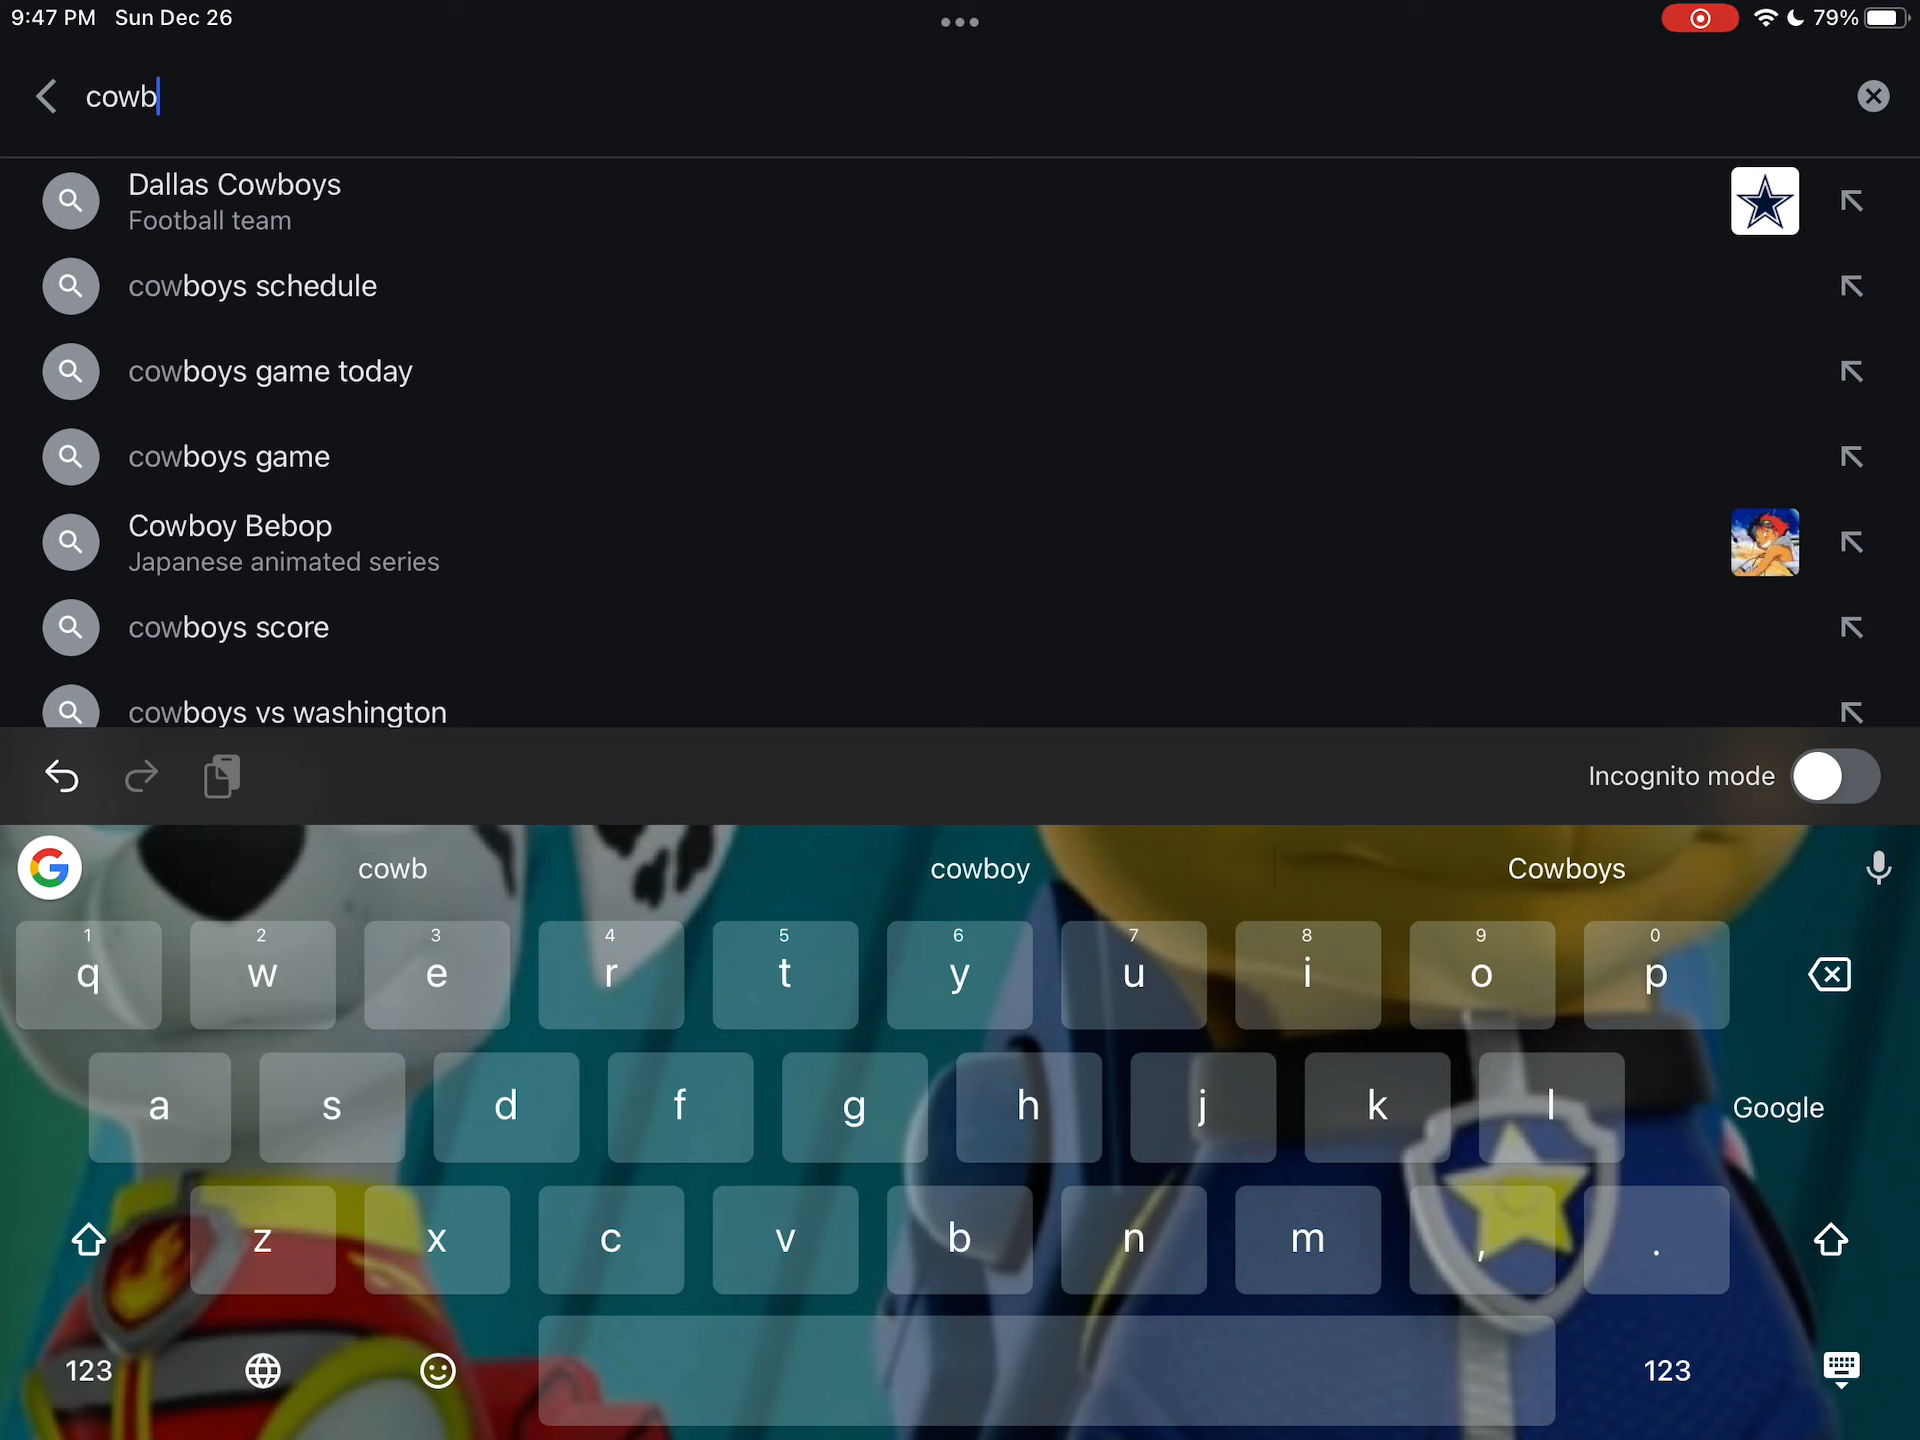 9:47 PM Sun Dec 26
79%
cowb
Dallas Cowboys
Football team
cowboys schedule
cowboys game today
cowboys game
Cowboy Bebop
Japanese animated series
cowboys score
cowboys vs washington
Incognito mode
G cowb cowboy Cowboys
1 2 3 4 5 6 7 8 9 0
q w e r t y u i o p
a s d f g h j k l Google
z x c v b n m , .
123 123